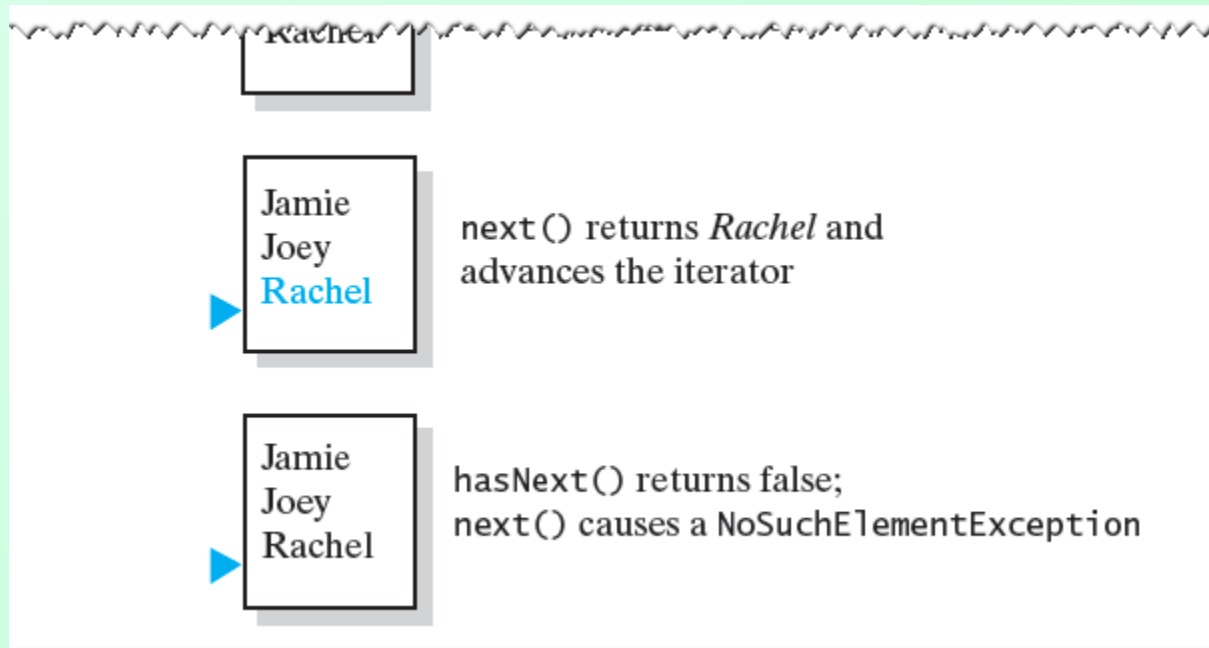 Rachel
Jamie
Joey
Rachel
next() returns Rachel and
advances the iterator
Jamie
Joey
Rachel
hasNext() returns false;
next() causes a NoSuchElementException